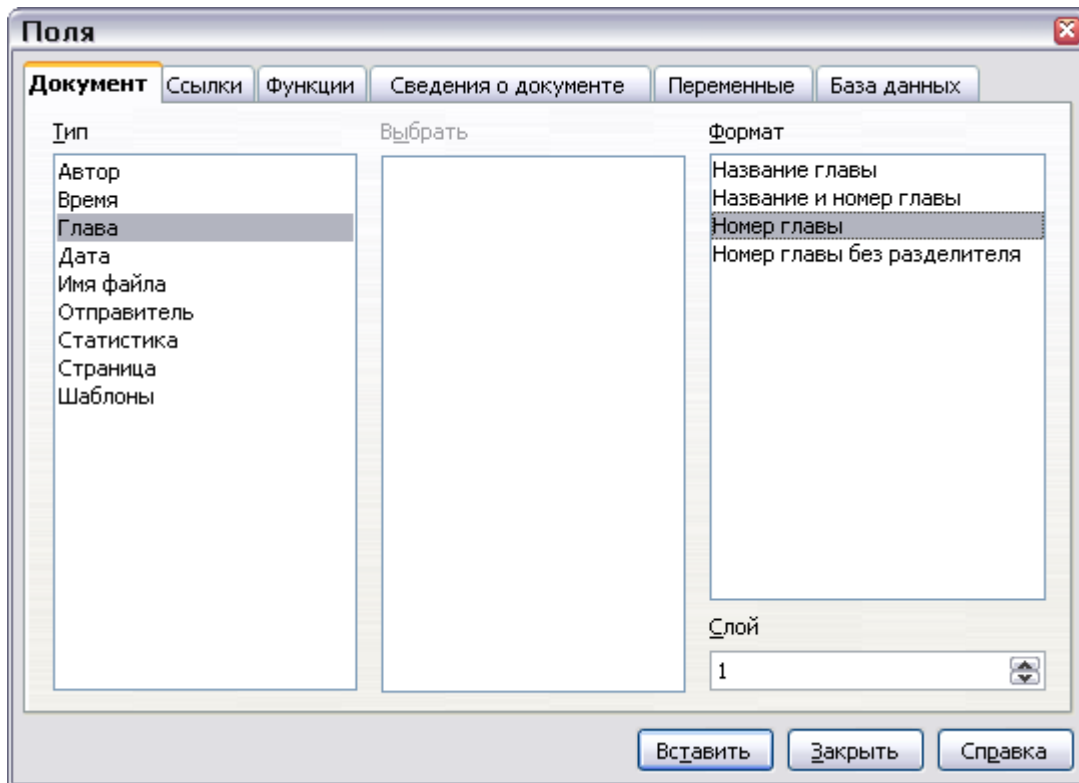 Поля
Документ Ссылки Функции Сведения о документе Переменные База данных
Тип
Автор
Время
Глава
Дата
Имя файла
Отправитель
Статистика
Страница
Шаблоны
Выбрать
Формат
Название главы
Название и номер главы
Номер главы
Номер главы без разделителя
Слой
1
Вставить Закрыть Справка